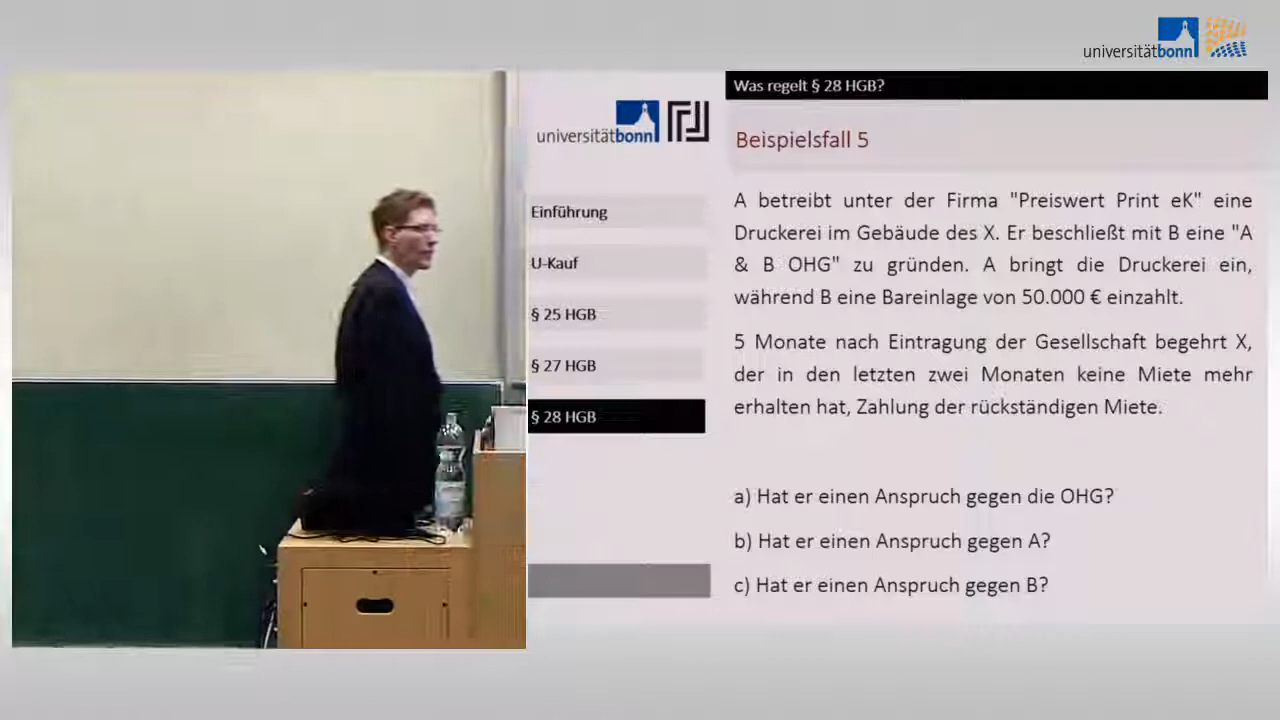 universitätbonn
Was regelt § 28 HGB?
universitätbonn
Beispielsfall 5
Einführung
U-Kauf
§ 25 HGB
§ 27 HGB
§ 28 HGB
A betreibt unter der Firma "Preiswert Print eK" eine
Druckerei im Gebäude des X. Er beschließt mit B eine "A
& B OHG" zu gründen. A bringt die Druckerei ein,
während B eine Bareinlage von 50.000 € einzahlt.
5 Monate nach Eintragung der Gesellschaft begehrt X,
der in den letzten zwei Monaten keine Miete mehr
erhalten hat, Zahlung der rückständigen Miete.
a) Hat er einen Anspruch gegen die OHG?
b) Hat er einen Anspruch gegen A?
c) Hat er einen Anspruch gegen B?